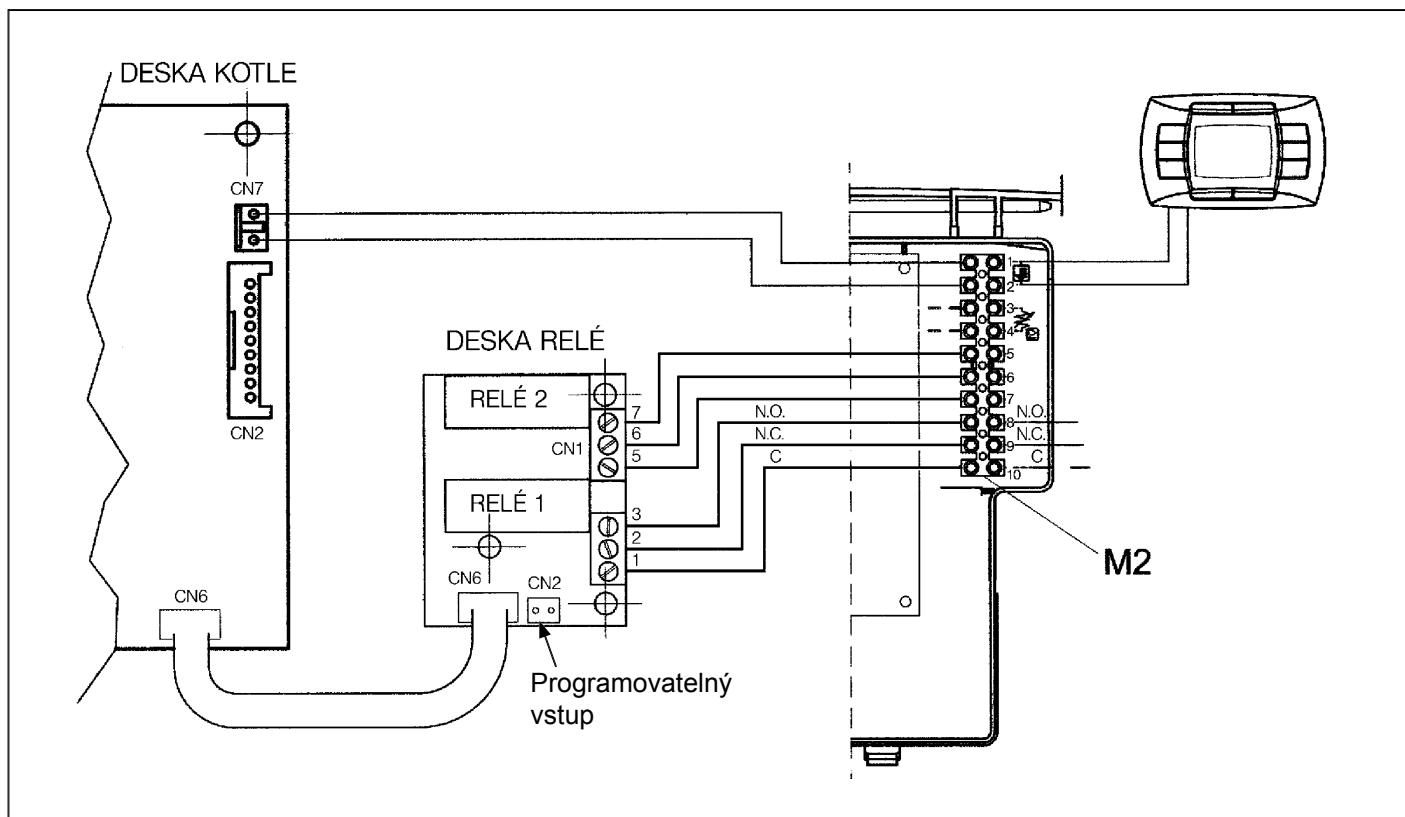 DESKA KOTLE
CN7
CN2
CN6
DESKA RELÉ
RELÉ 2
7
6
CN1
5
RELÉ 1
3
2
1
CN6
CN2
Programovatelný
vstup
N.O.
N.C.
C
1
2
3
4
5
6
7
8
N.O.
9
N.C.
10
C
M2